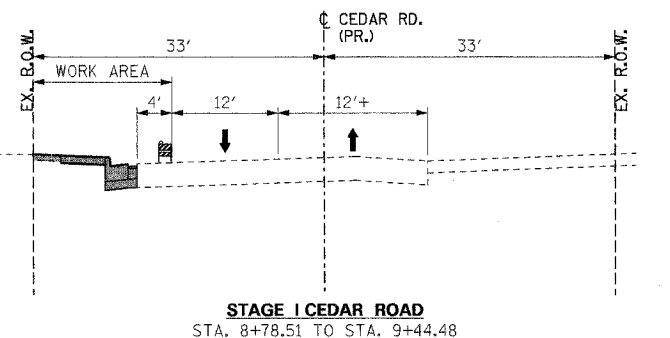 ℄ CEDAR RD.
(PR.)
EX. R.O.W.
33'
33'
EX. R.O.W.
WORK AREA
4'
12'
12'+
STAGE I CEDAR ROAD
STA. 8+78.51 TO STA. 9+44.48